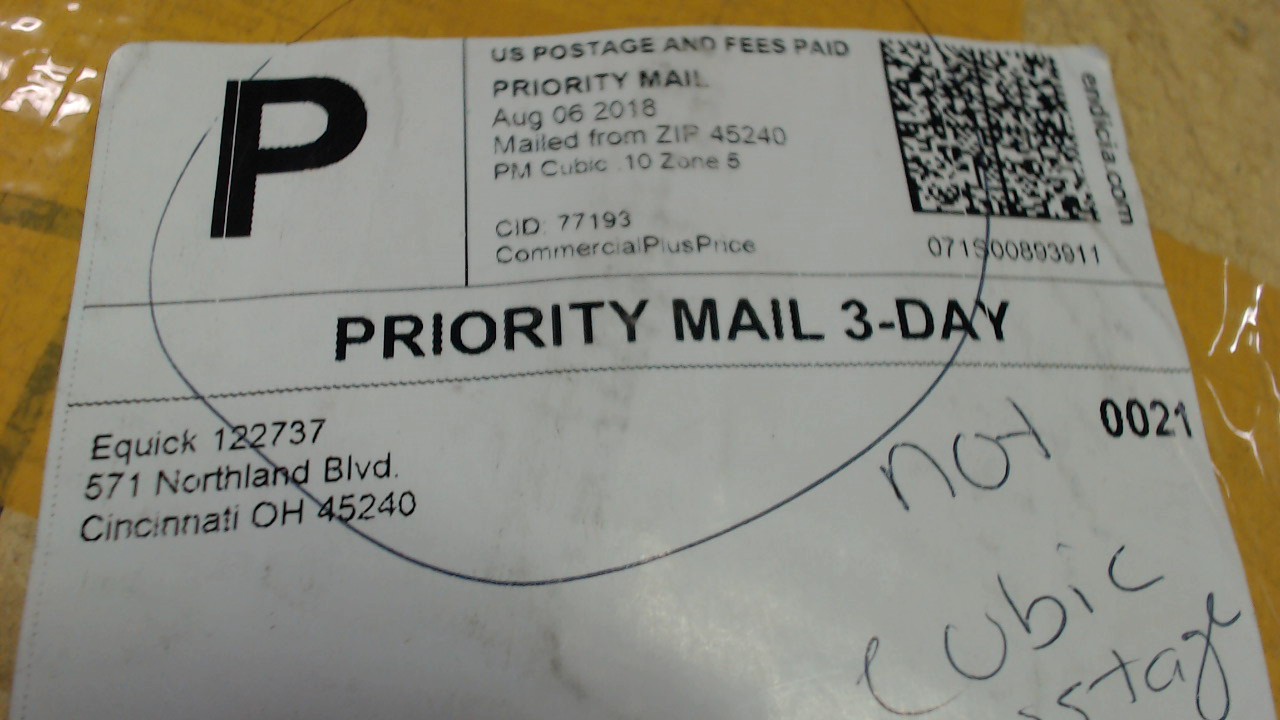 P
US POSTAGE AND FEES PAID
PRIORITY MAIL
Aug 06 2018
Mailed from ZIP 45240
PM Cubic .10 Zone 5
CID: 77193
CommercialPlusPrice
endicia.com
071S00893911
PRIORITY MAIL 3-DAY
Equick 122737
571 Northland Blvd.
Cincinnati OH 45240
0021
not
cubic